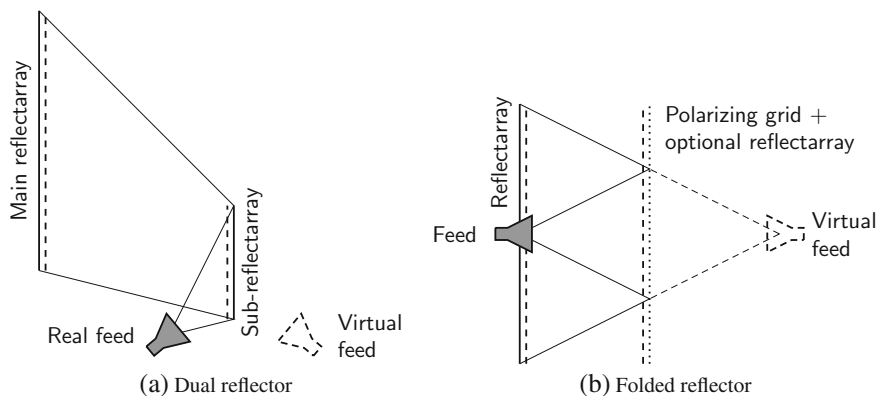 Main reflectarray
Sub-reflectarray
Real feed
Virtual
feed
(a) Dual reflector
Reflectarray
Polarizing grid +
optional reflectarray
Feed
Virtual
feed
(b) Folded reflector